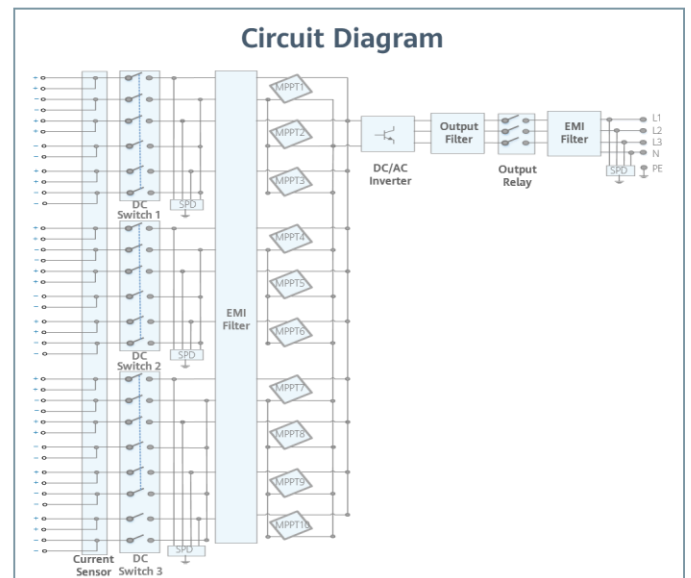 Circuit Diagram
MPPT1
MPPT2
MPPT3
MPPT4
MPPT5
MPPT6
MPPT7
MPPT8
MPPT9
MPPT10
DC
Switch 1
SPD
DC
Switch 2
SPD
Current
Sensor
DC
Switch 3
SPD
EMI
Filter
DC/AC
Inverter
Output
Filter
Output
Relay
EMI
Filter
SPD
L1
L2
L3
N
PE